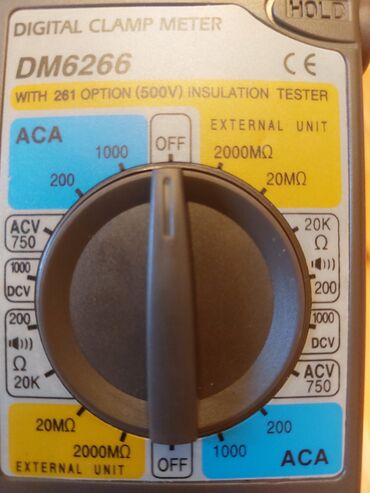 HOLD
DIGITAL CLAMP METER
DM6266 CE
WITH 261 OPTION (500V) INSULATION TESTER
ACA OFF EXTERNAL UNIT
1000 2000MΩ
200 20MΩ
ACV 750 20K Ω
1000 DCV 200
200 1000 DCV
Ω 20K ACV 750
20MΩ 200
2000MΩ 1000
EXTERNAL UNIT OFF ACA